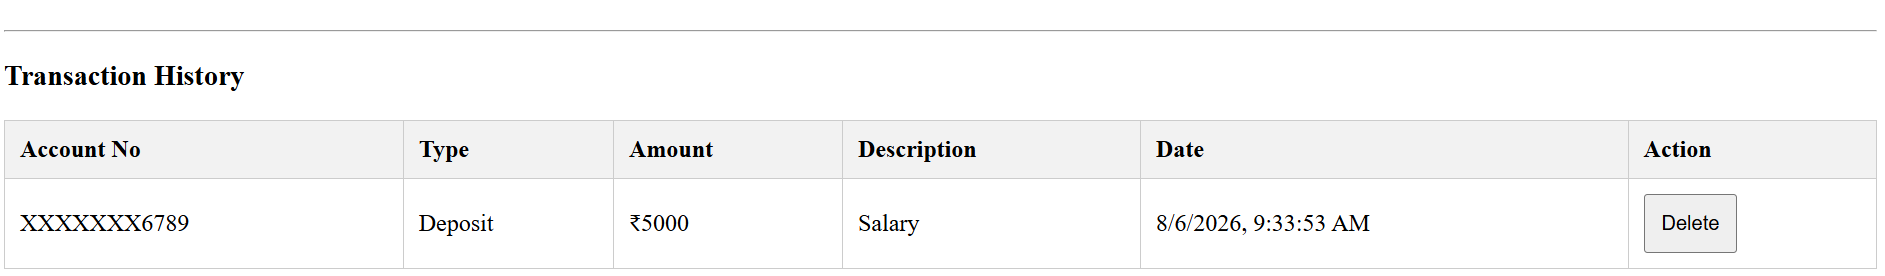 Transaction History
Account No Type Amount Description Date Action
XXXXXXX6789 Deposit ₹5000 Salary 8/6/2026, 9:33:53 AM Delete